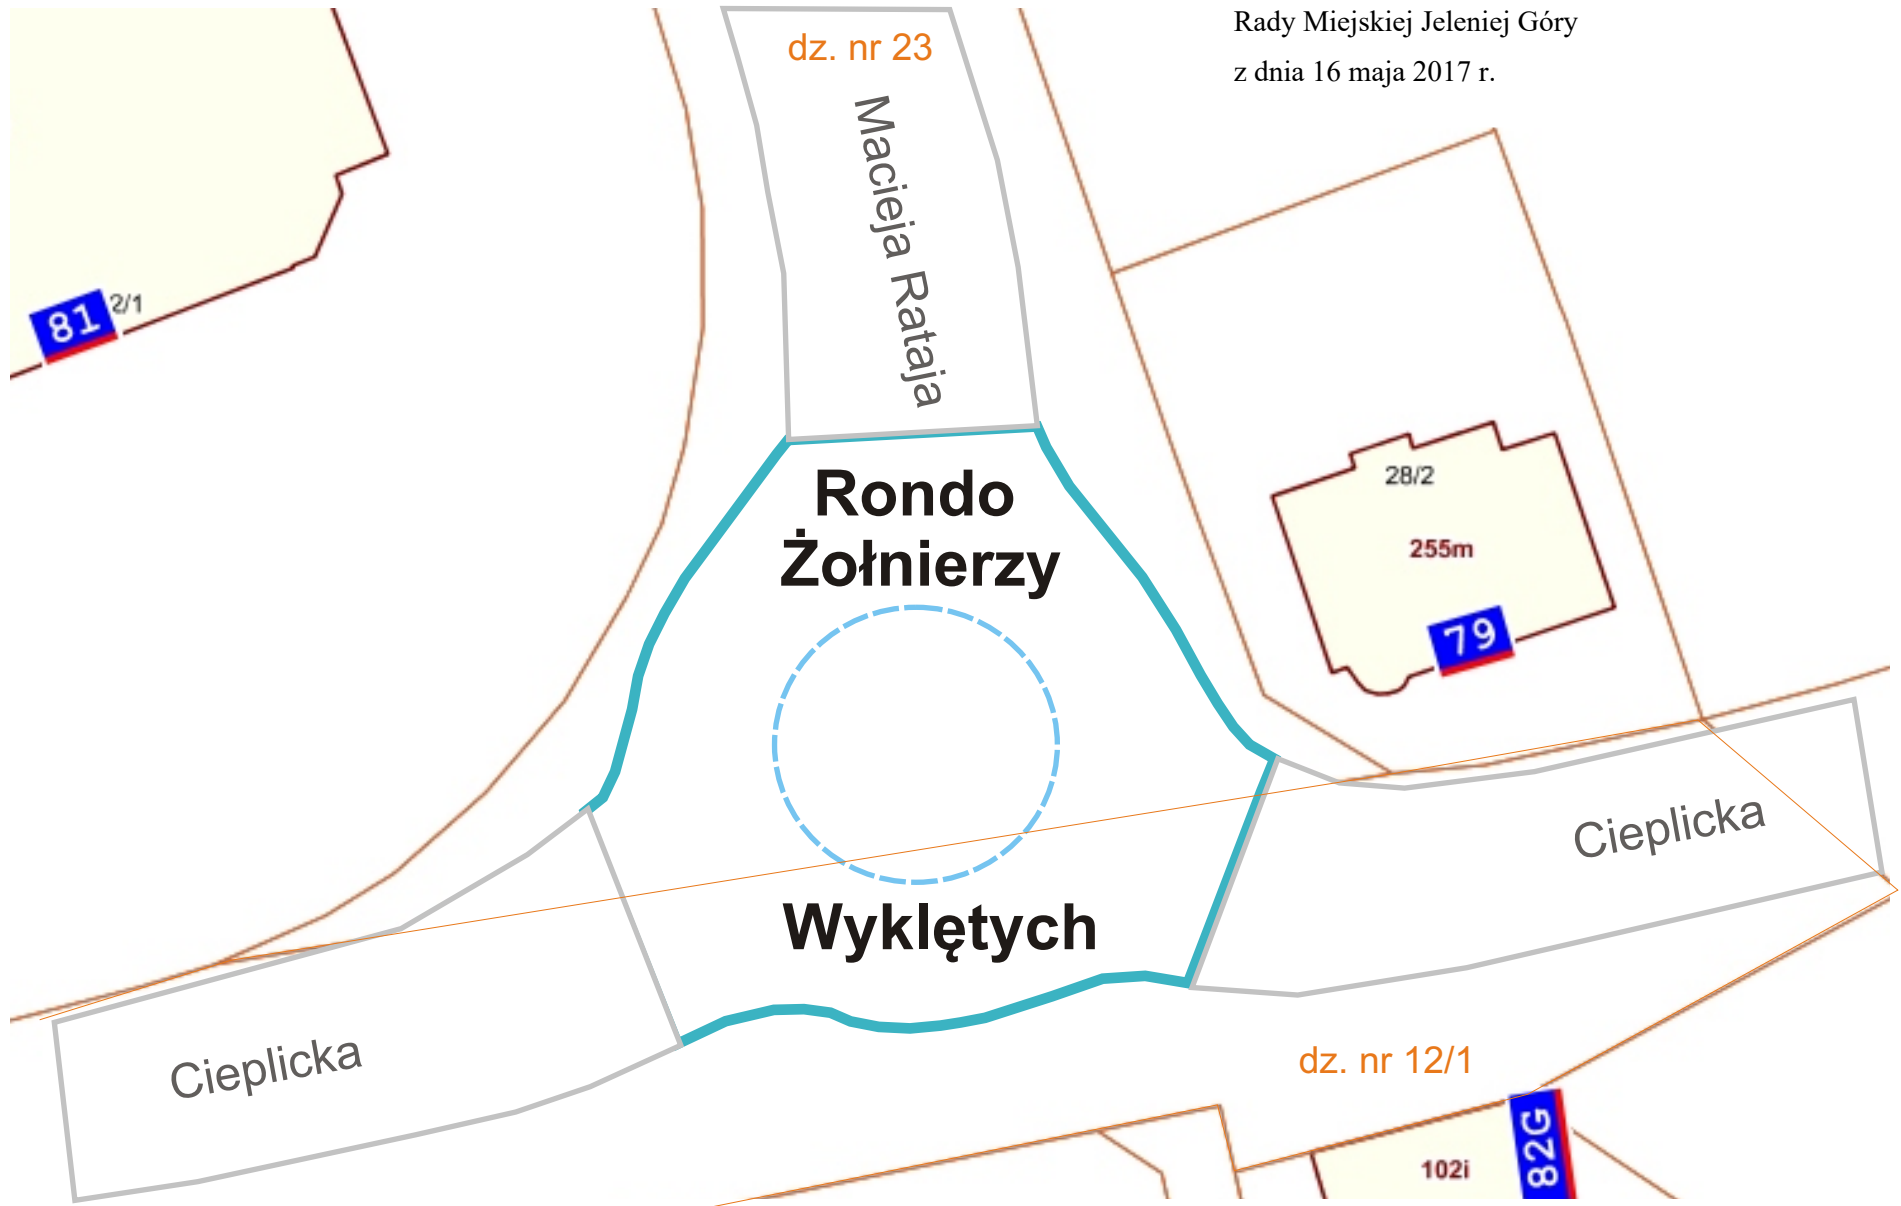 Rady Miejskiej Jeleniej Góry
z dnia 16 maja 2017 r.
dz. nr 23
Macieja Rataja
81
2/1
Rondo
Żołnierzy
28/2
255m
79
Cieplicka
Wyklętych
Cieplicka
dz. nr 12/1
82G
102i